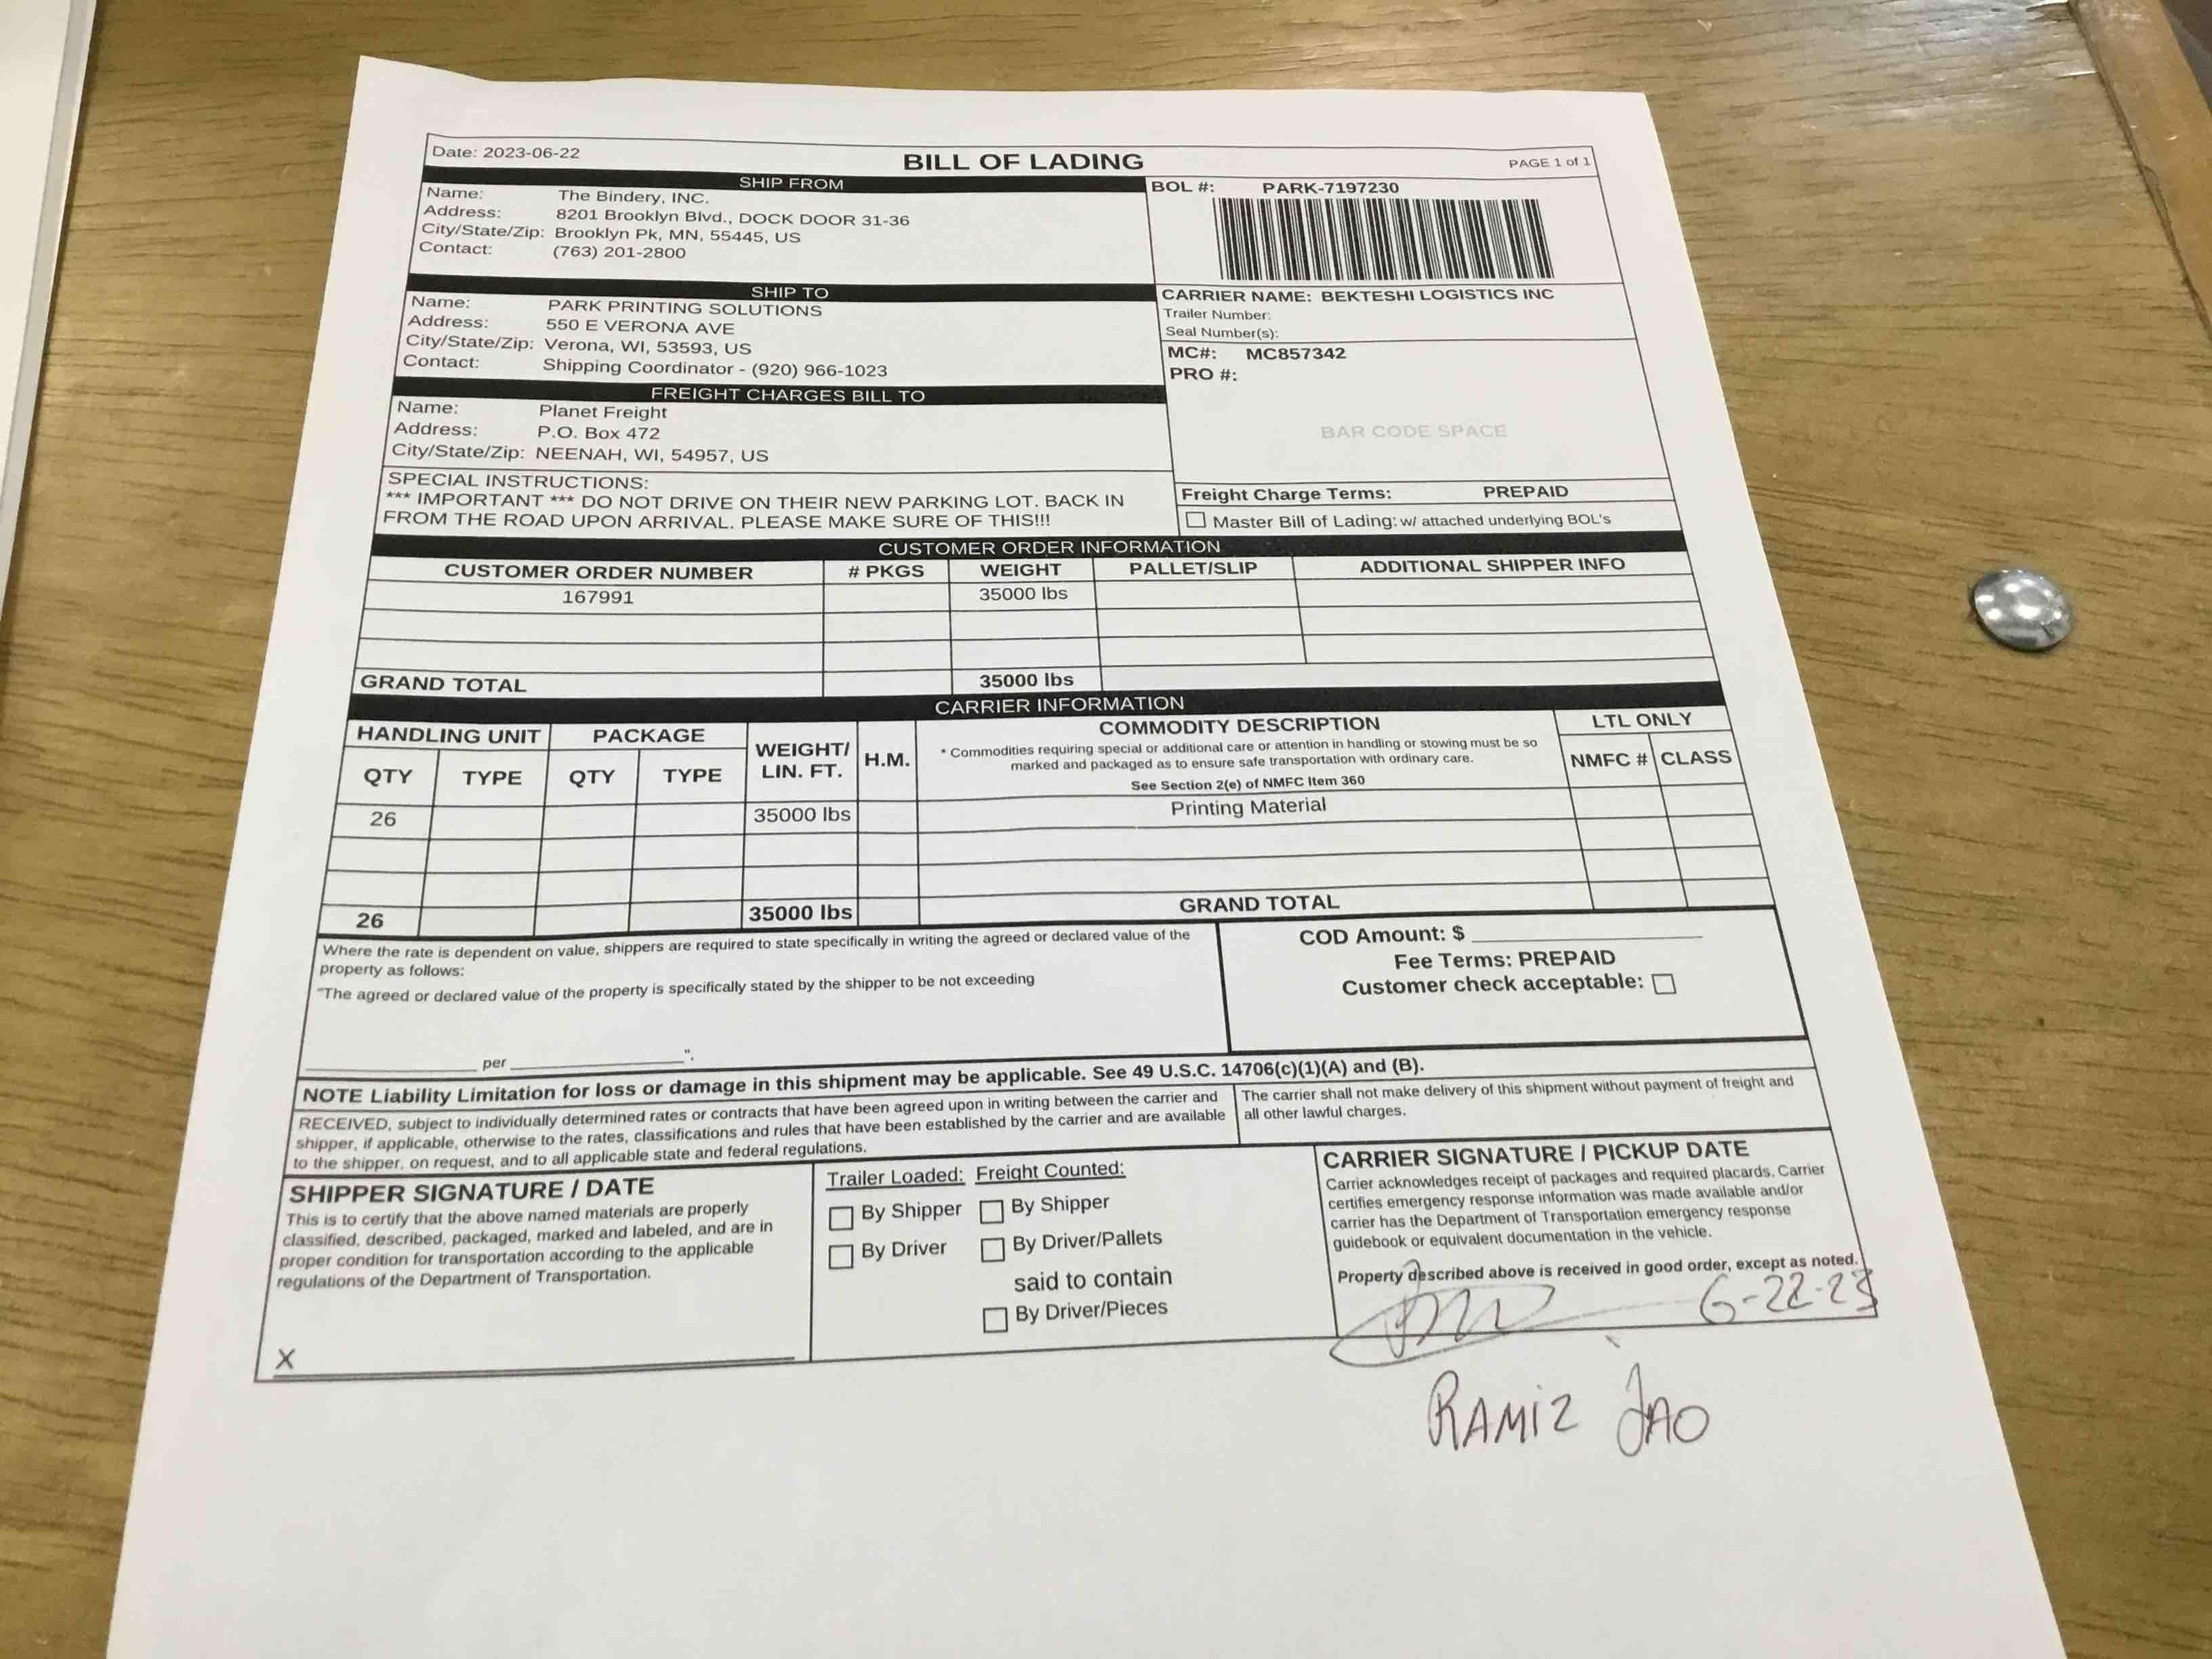 Date: 2023-06-22
BILL OF LADING
PAGE 1 of 1
SHIP FROM
Name: The Bindery, INC.
Address: 8201 Brooklyn Blvd., DOCK DOOR 31-36
City/State/Zip: Brooklyn Pk, MN, 55445, US
Contact: (763) 201-2800
BOL #: PARK-7197230
SHIP TO
Name: PARK PRINTING SOLUTIONS
Address: 550 E VERONA AVE
City/State/Zip: Verona, WI, 53593, US
Contact: Shipping Coordinator - (920) 966-1023
CARRIER NAME: BEKTESHI LOGISTICS INC
Trailer Number:
Seal Number(s):
MC#: MC857342
PRO #:
FREIGHT CHARGES BILL TO
Name: Planet Freight
Address: P.O. Box 472
City/State/Zip: NEENAH, WI, 54957, US
BAR CODE SPACE
SPECIAL INSTRUCTIONS:
*** IMPORTANT *** DO NOT DRIVE ON THEIR NEW PARKING LOT. BACK IN
FROM THE ROAD UPON ARRIVAL. PLEASE MAKE SURE OF THIS!!!
Freight Charge Terms: PREPAID
Master Bill of Lading: w/ attached underlying BOL's
CUSTOMER ORDER INFORMATION
CUSTOMER ORDER NUMBER # PKGS WEIGHT PALLET/SLIP ADDITIONAL SHIPPER INFO
167991 35000 lbs
GRAND TOTAL 35000 lbs
CARRIER INFORMATION
HANDLING UNIT PACKAGE WEIGHT/ LIN. FT. H.M. COMMODITY DESCRIPTION LTL ONLY
* Commodities requiring special or additional care or attention in handling or stowing must be so
marked and packaged as to ensure safe transportation with ordinary care.
See Section 2(e) of NMFC Item 360
QTY TYPE QTY TYPE NMFC # CLASS
26 35000 lbs Printing Material
26 35000 lbs GRAND TOTAL
Where the rate is dependent on value, shippers are required to state specifically in writing the agreed or declared value of the
property as follows:
"The agreed or declared value of the property is specifically stated by the shipper to be not exceeding
per ".
COD Amount: $
Fee Terms: PREPAID
Customer check acceptable:
NOTE Liability Limitation for loss or damage in this shipment may be applicable. See 49 U.S.C. 14706(c)(1)(A) and (B).
RECEIVED, subject to individually determined rates or contracts that have been agreed upon in writing between the carrier and
shipper, if applicable, otherwise to the rates, classifications and rules that have been established by the carrier and are available
to the shipper, on request, and to all applicable state and federal regulations.
The carrier shall not make delivery of this shipment without payment of freight and
all other lawful charges.
SHIPPER SIGNATURE / DATE
This is to certify that the above named materials are properly
classified, described, packaged, marked and labeled, and are in
proper condition for transportation according to the applicable
regulations of the Department of Transportation.
X
Trailer Loaded: Freight Counted:
By Shipper By Shipper
By Driver By Driver/Pallets
said to contain
By Driver/Pieces
CARRIER SIGNATURE / PICKUP DATE
Carrier acknowledges receipt of packages and required placards. Carrier
certifies emergency response information was made available and/or
carrier has the Department of Transportation emergency response
guidebook or equivalent documentation in the vehicle.
Property described above is received in good order, except as noted.
6-22-23
RAMIZ JAO